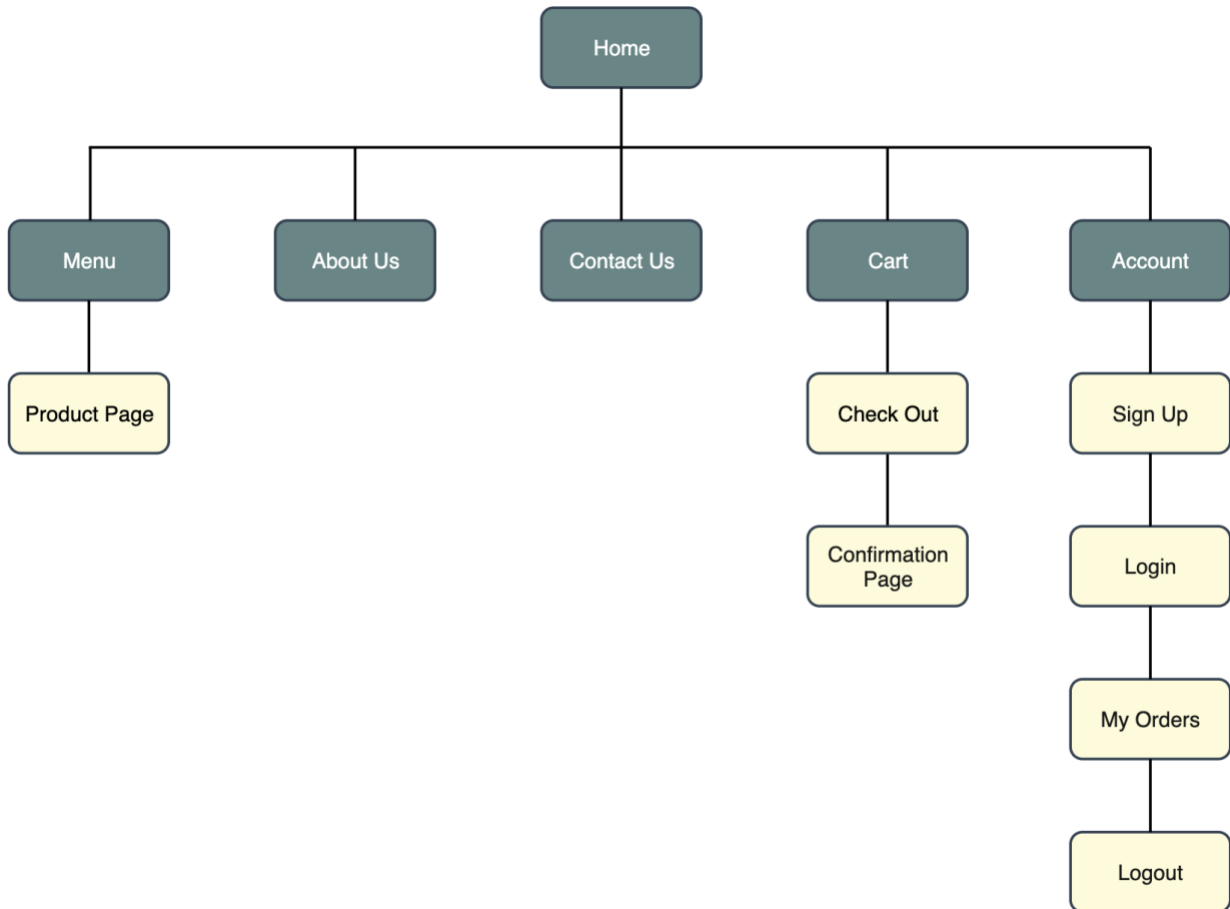 Home
Menu
About Us
Contact Us
Cart
Account
Product Page
Check Out
Sign Up
Confirmation
Page
Login
My Orders
Logout